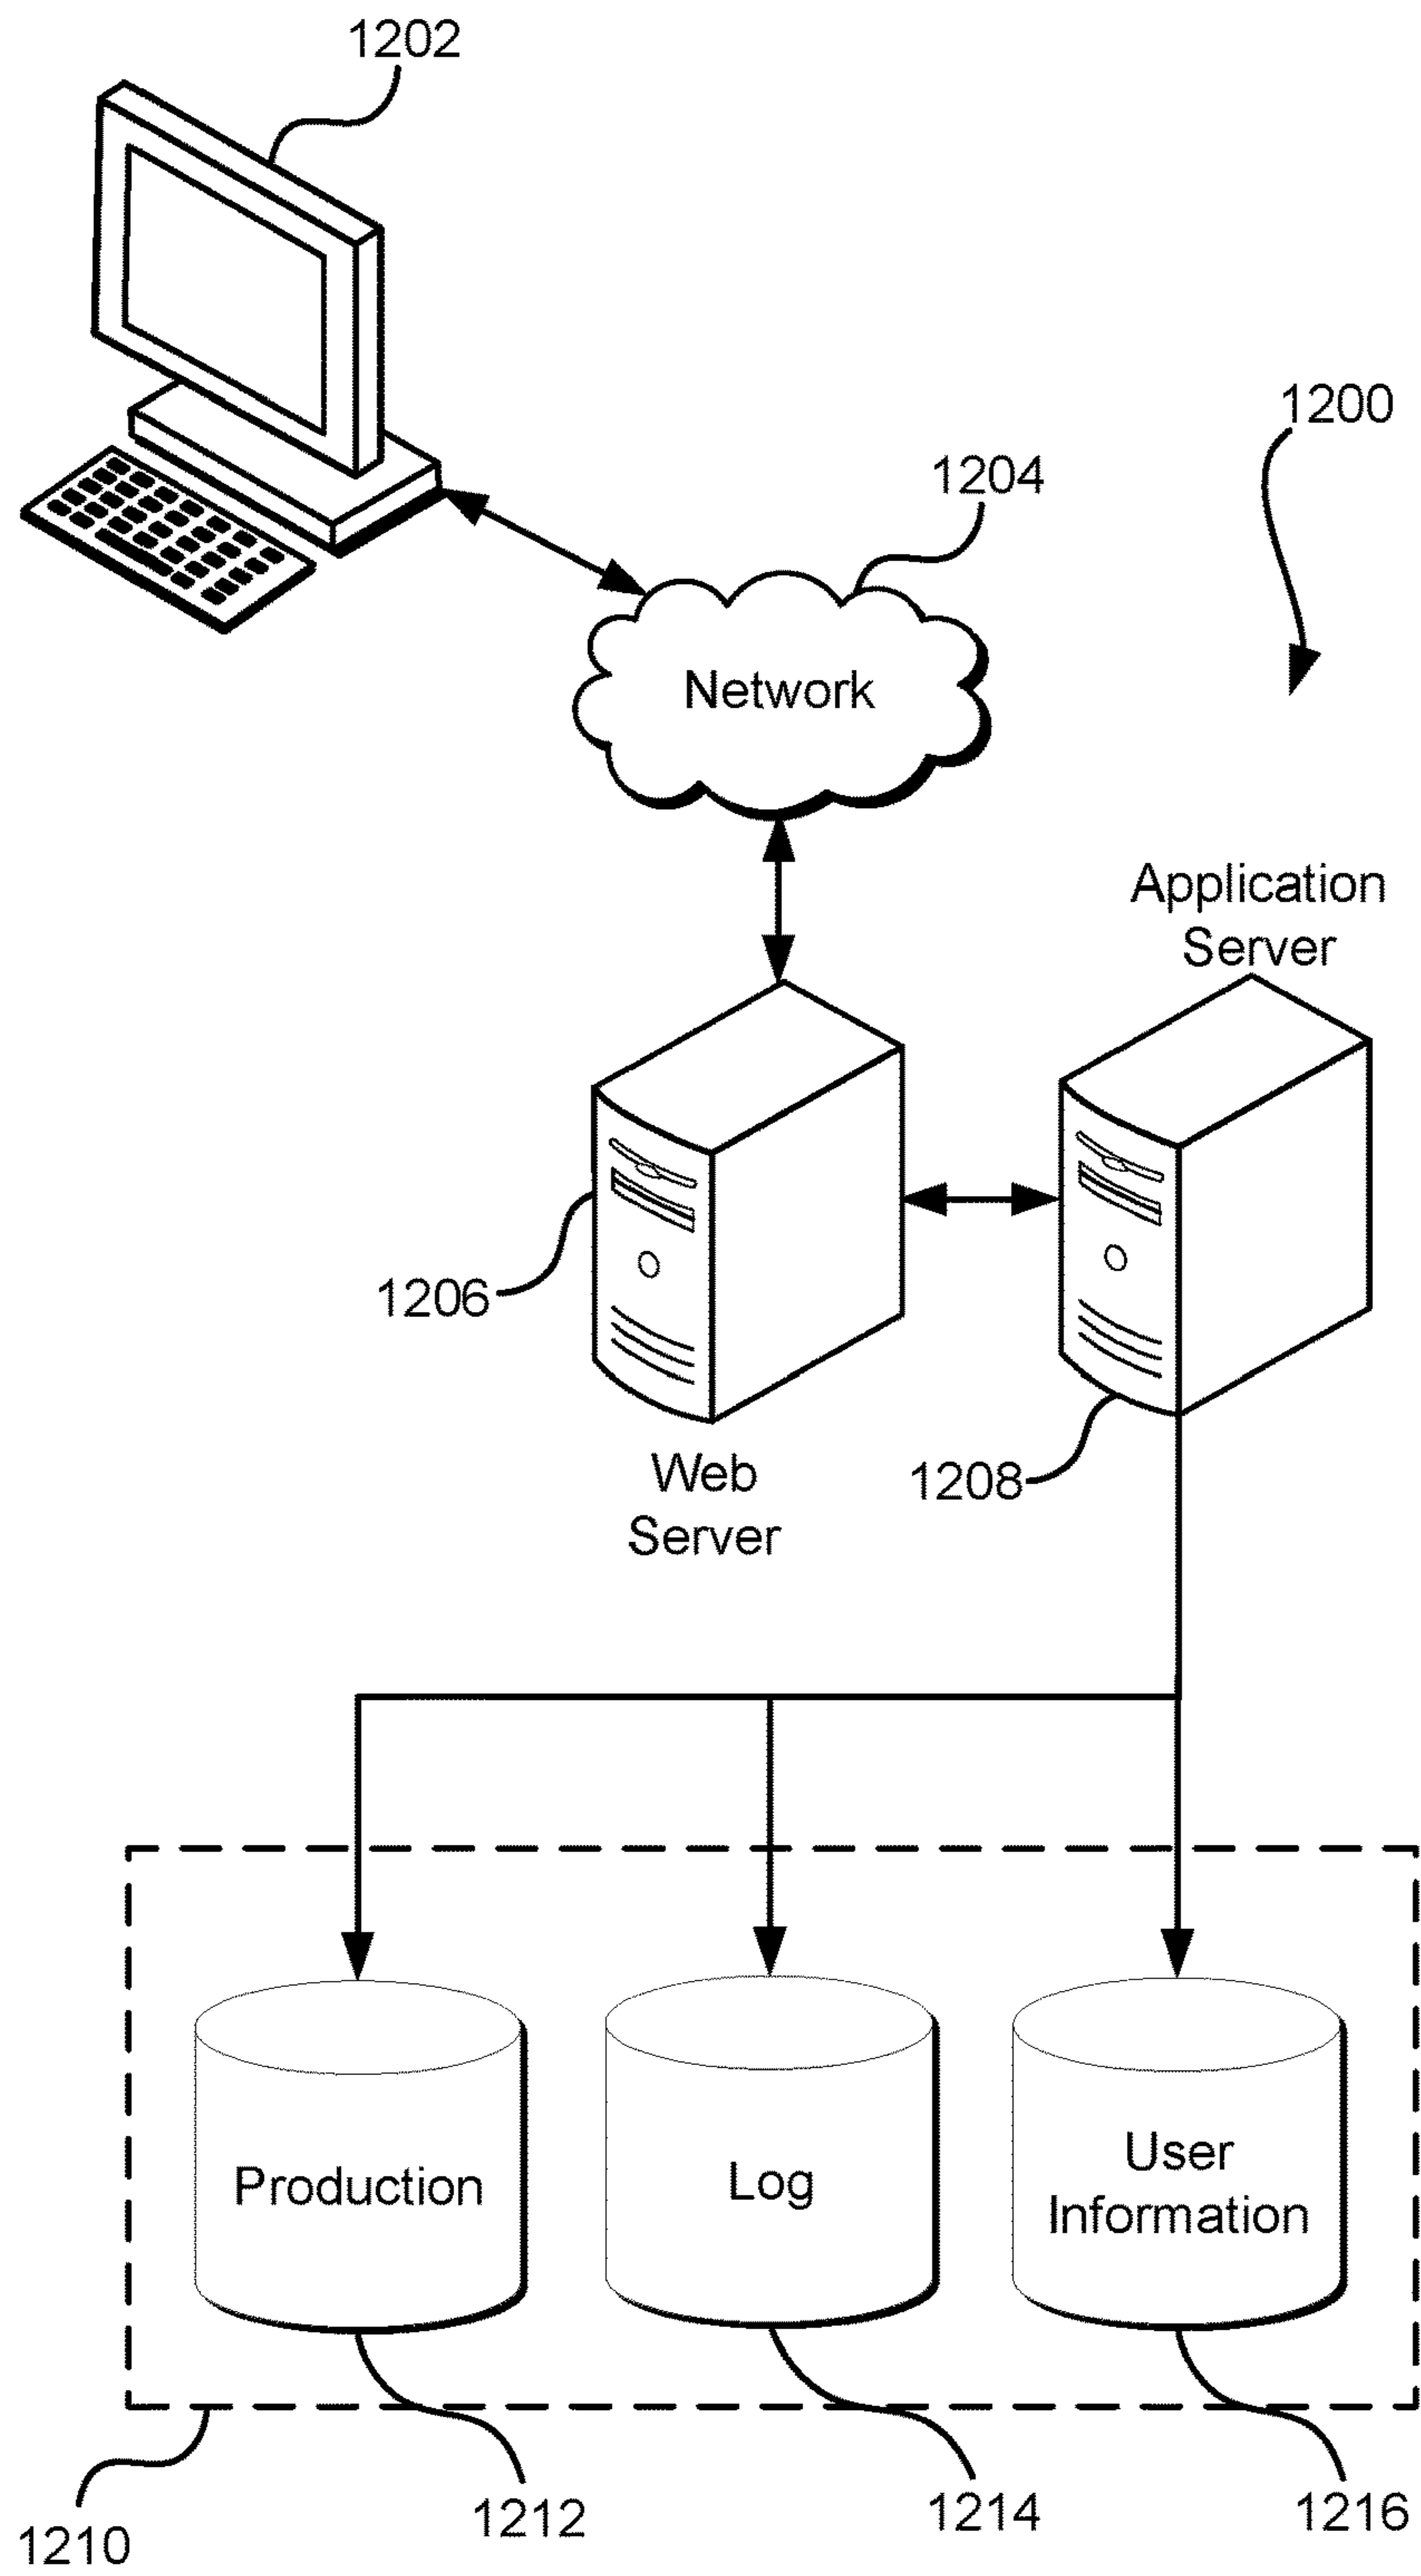 1202
1200
1204
Network
Application
Server
1206
Web
Server
1208
Production
Log
User
Information
1210
1212
1214
1216